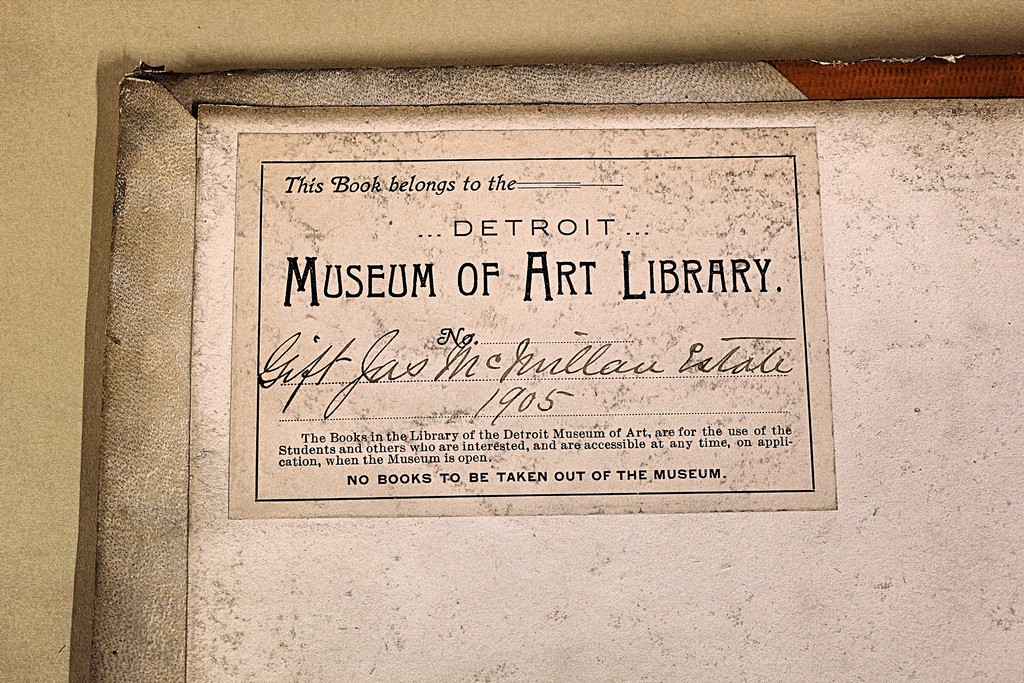 This Book belongs to the
... DETROIT ...
MUSEUM OF ART LIBRARY.
No.
Gift Jas McMillan Estate
1905
The Books in the Library of the Detroit Museum of Art, are for the use of the
Students and others who are interested, and are accessible at any time, on appli-
cation, when the Museum is open.
NO BOOKS TO BE TAKEN OUT OF THE MUSEUM.